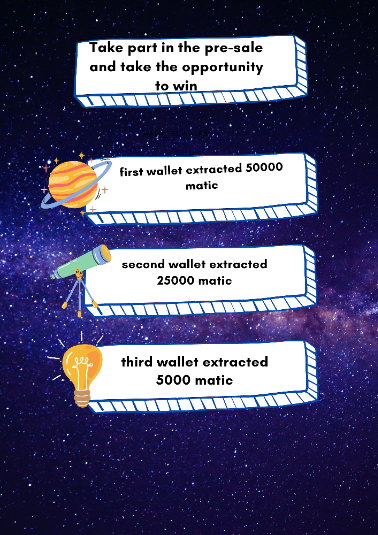 Take part in the pre-sale
and take the opportunity
to win
first wallet extracted 50000
matic
second wallet extracted
25000 matic
third wallet extracted
5000 matic